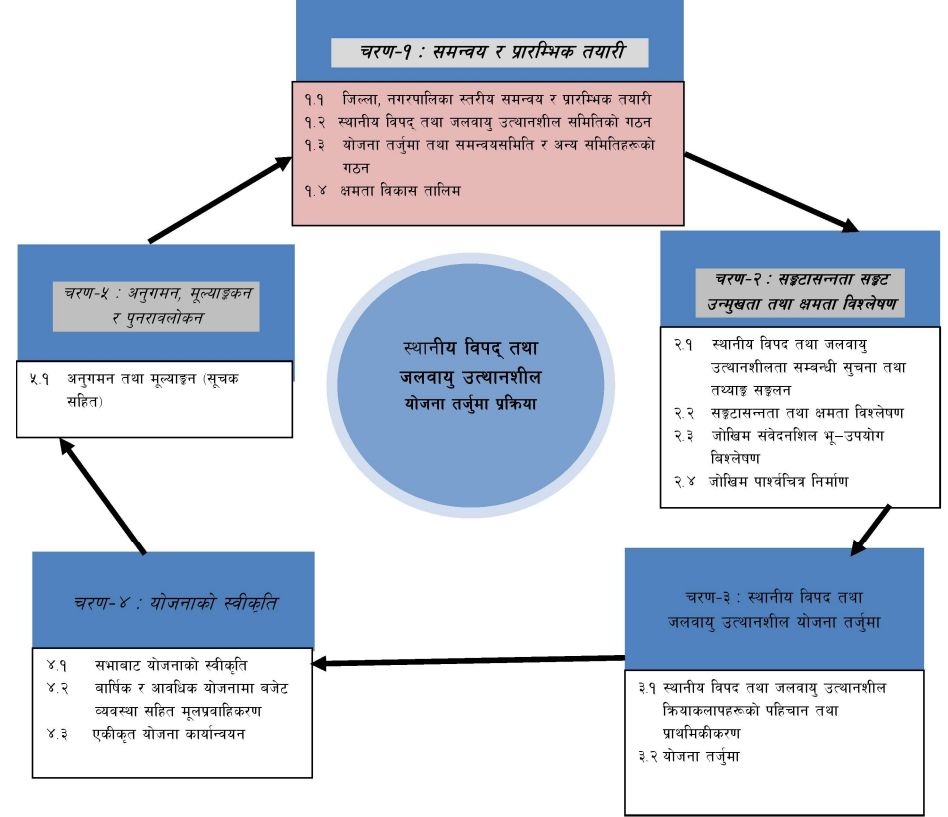 चरण-१ : समन्वय र प्रारम्भिक तयारी
१.१ जिल्ला, नगरपालिका स्तरीय समन्वय र प्रारम्भिक तयारी
१.२ स्थानीय विपद् तथा जलवायु उत्थानशील समितिको गठन
१.३ योजना तर्जुमा तथा समन्वयसमिति र अन्य समितिहरूको
गठन
१.४ क्षमता विकास तालिम
चरण-२ : सङ्कटासन्नता सङ्कट
उन्मुखता तथा क्षमता विश्लेषण
२.१ स्थानीय विपद तथा जलवायु
उत्थानशीलता सम्बन्धी सुचना तथा
तथ्याङ्क सङ्कलन
२.२ सङ्कटासन्नता तथा क्षमता विश्लेषण
२.३ जोखिम संवेदनशिल भू–उपयोग
बिश्लेषण
२.४ जोखिम पार्श्वचित्र निर्माण
चरण-३ : स्थानीय विपद तथा
जलवायु उत्थानशील योजना तर्जुमा
३.१ स्थानीय विपद तथा जलवायु उत्थानशील
क्रियाकलापहरूको पहिचान तथा
प्राथमिकीकरण
३.२ योजना तर्जुमा
चरण-४ : योजनाको स्वीकृति
४.१ सभाबाट योजनाको स्वीकृति
४.२ बार्षिक र आवधिक योजनामा बजेट
व्यवस्था सहित मूलप्रवाहिकरण
४.३ एकीकृत योजना कार्यान्वयन
चरण-५ : अनुगमन, मूल्याङ्कन
र पुनरावलोकन
५.१ अनुगमन तथा मूल्याङ्कन (सूचक
सहित)
स्थानीय विपद् तथा
जलवायु उत्थानशील
योजना तर्जुमा प्रक्रिया